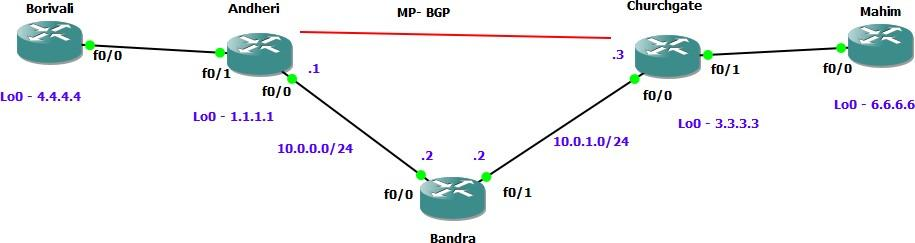 Borivali
Andheri
MP- BGP
Churchgate
Mahim
f0/0
f0/1
.1
f0/0
.3
f0/0
f0/1
f0/0
Lo0 - 4.4.4.4
Lo0 - 1.1.1.1
Lo0 - 3.3.3.3
Lo0 - 6.6.6.6
10.0.0.0/24
.2
.2
10.0.1.0/24
f0/0
f0/1
Bandra